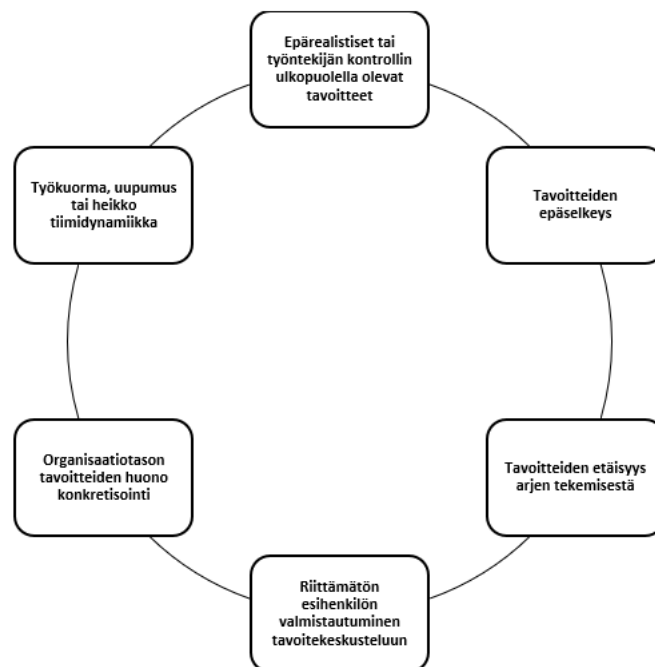 Epärealistiset tai
työntekijän kontrollin
ulkopuolella olevat
tavoitteet
Tavoitteiden
epäselkeys
Tavoitteiden etäisyys
arjen tekemisestä
Riittämätön
esihenkilön
valmistautuminen
tavoitekeskusteluun
Organisaatiotason
tavoitteiden huono
konkretisointi
Työkuorma, uupumus
tai heikko
tiimidynamiikka